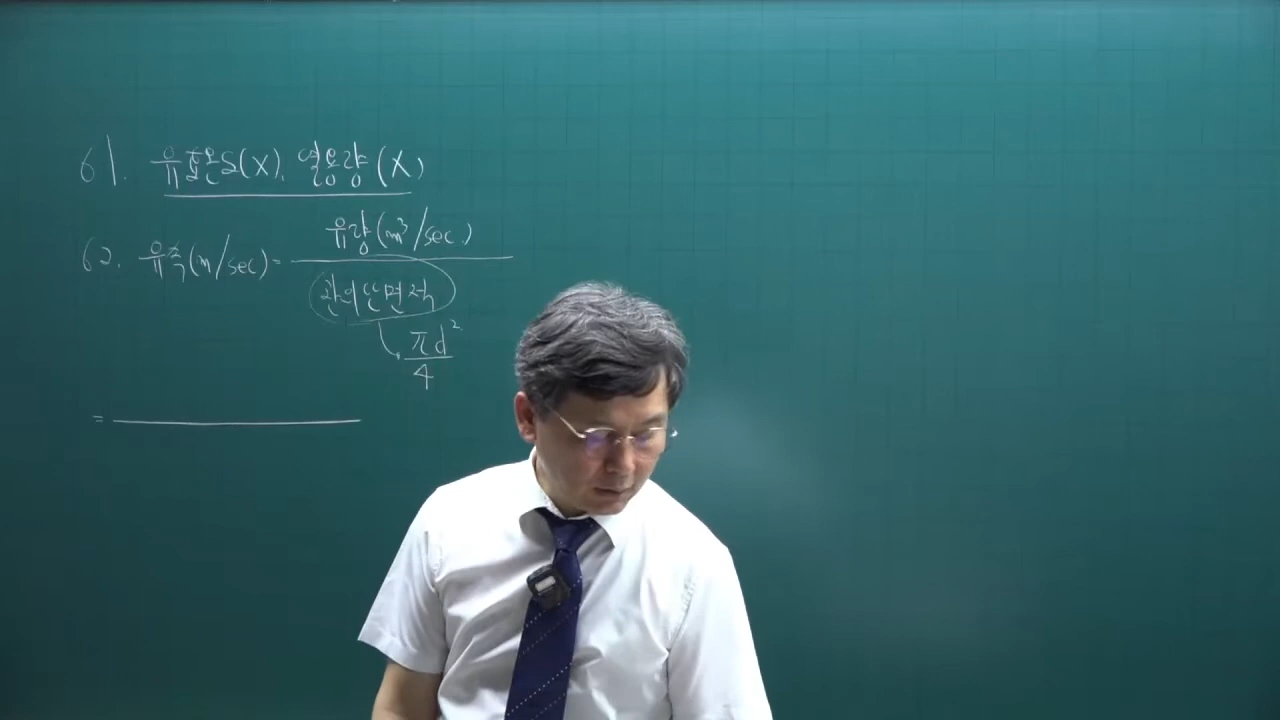 61. 유효온S(X). 열용량(X)
62. 유속(m/sec) = 유량(m³/sec)
관의단면적
πd²
4
=